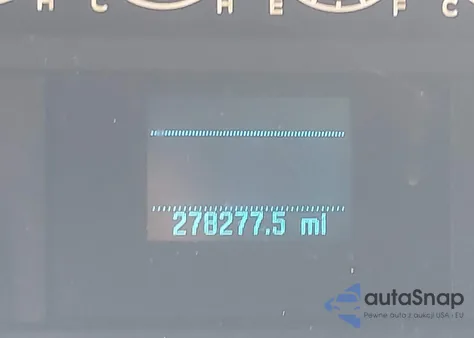 H C H E F C
278277.5 mi
autaSnap
Pewne auta z aukcji USA - EU